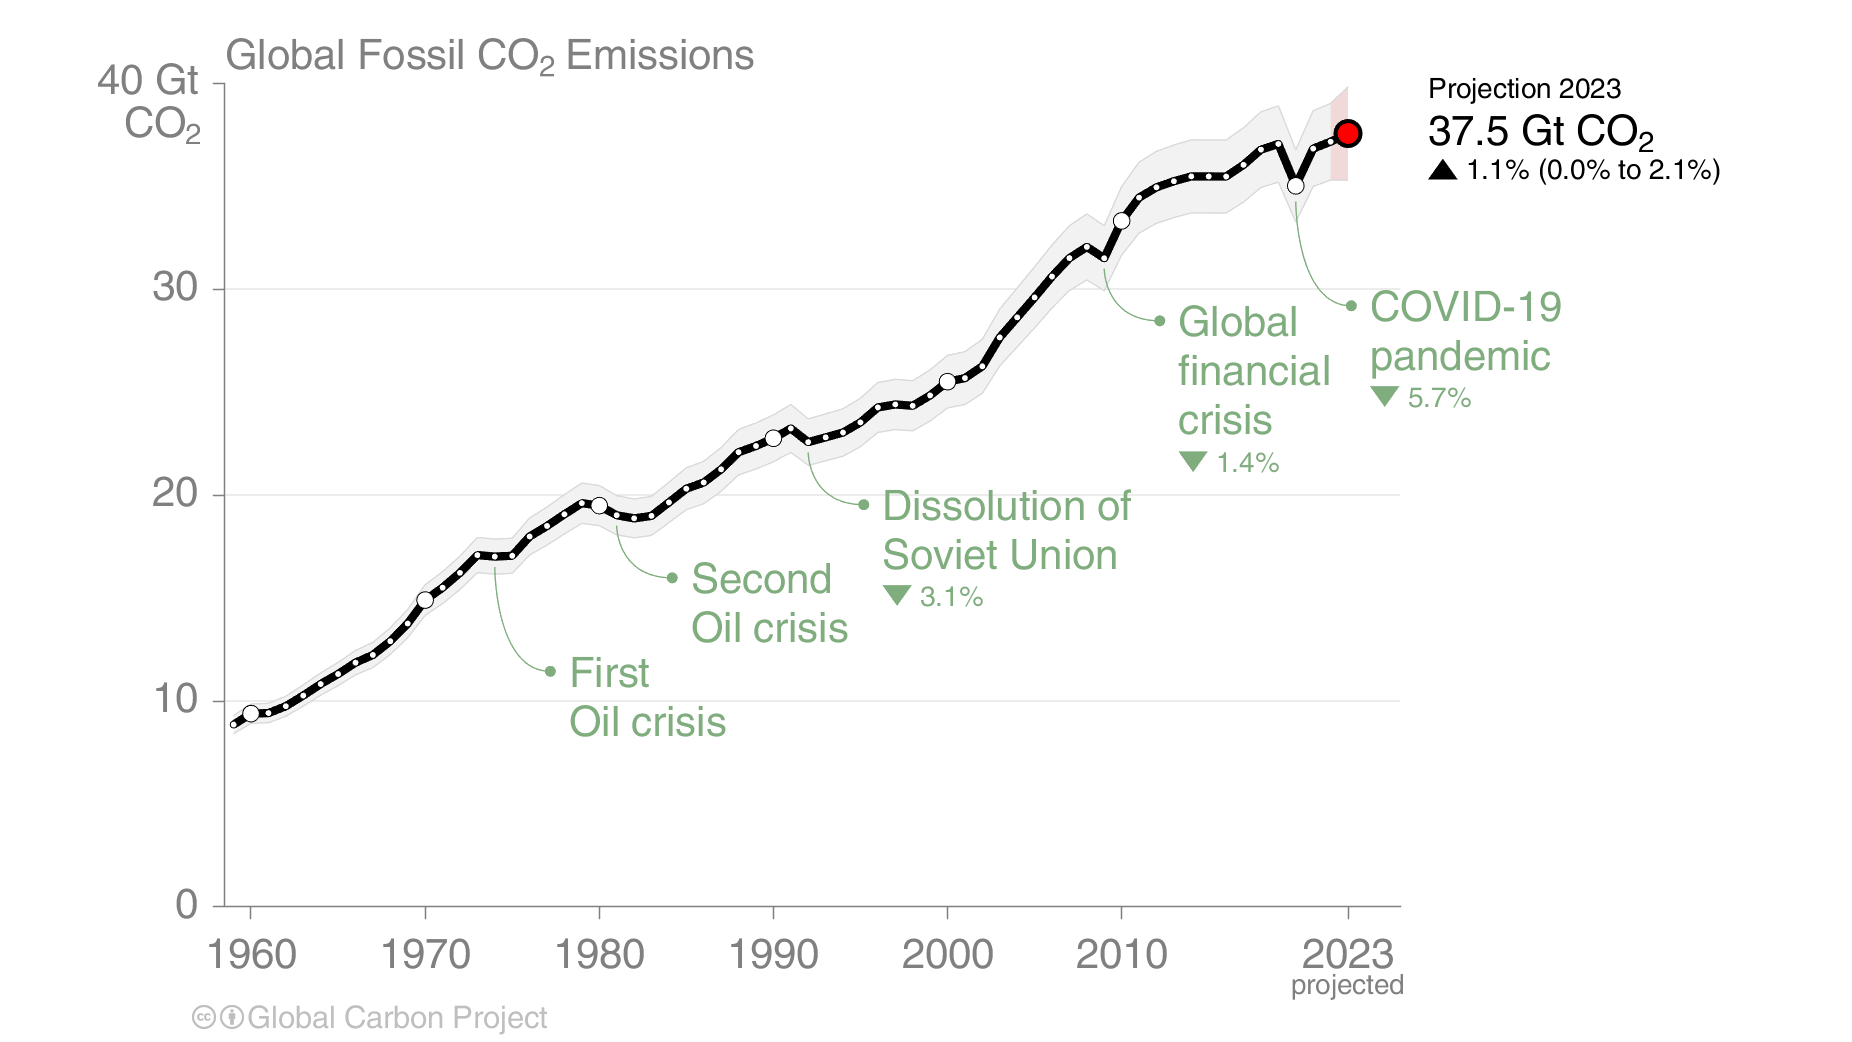 Global Fossil CO₂ Emissions
40 Gt
CO₂
30
20
10
0
1960 1970 1980 1990 2000 2010 2023
projected
Projection 2023
37.5 Gt CO₂
▲ 1.1% (0.0% to 2.1%)
COVID-19
pandemic
▼ 5.7%
Global
financial
crisis
▼ 1.4%
Dissolution of
Soviet Union
▼ 3.1%
Second
Oil crisis
First
Oil crisis
cc Global Carbon Project